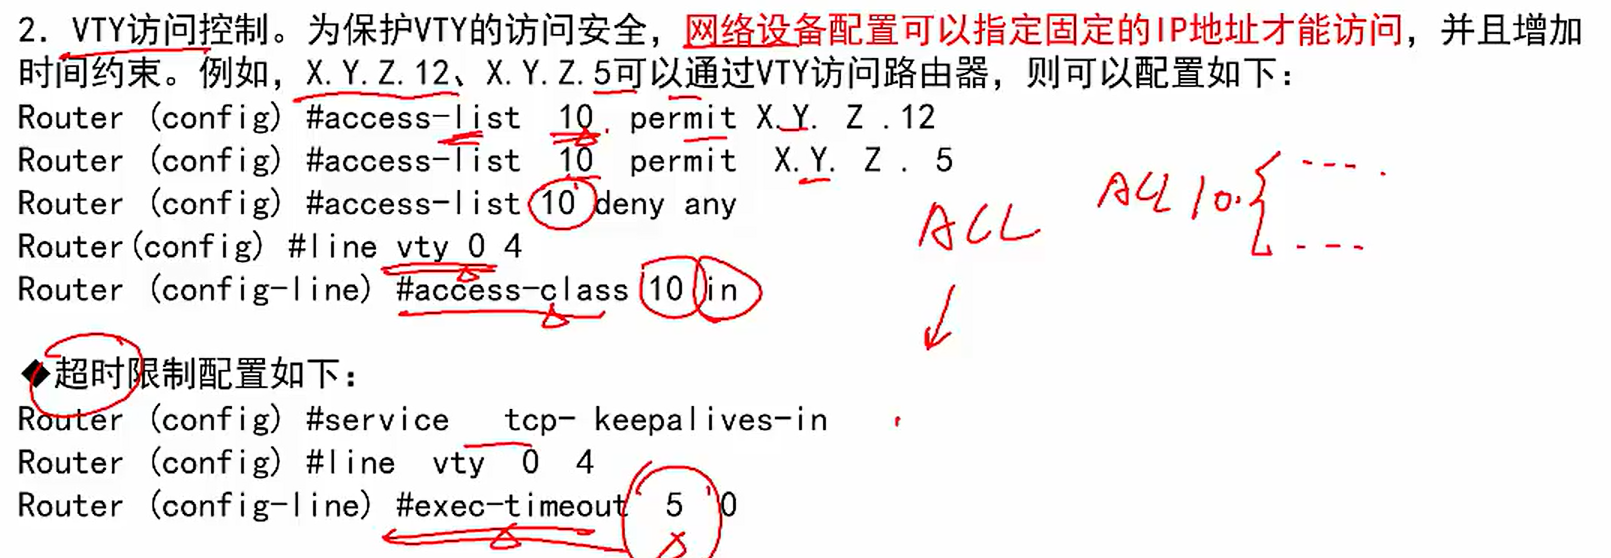 2. VTY访问控制。为保护VTY的访问安全，网络设备配置可以指定固定的IP地址才能访问，并且增加
时间约束。例如，X.Y.Z.12、X.Y.Z.5可以通过VTY访问路由器，则可以配置如下：
Router (config) #access-list 10 permit X.Y. Z .12
Router (config) #access-list 10 permit X.Y. Z . 5
Router (config) #access-list 10 deny any
ACL 10.
ACL
Router(config) #line vty 0 4
Router (config-line) #access-class 10 in
◆超时限制配置如下：
Router (config) #service tcp- keepalives-in
Router (config) #line vty 0 4
Router (config-line) #exec-timeout 5 0